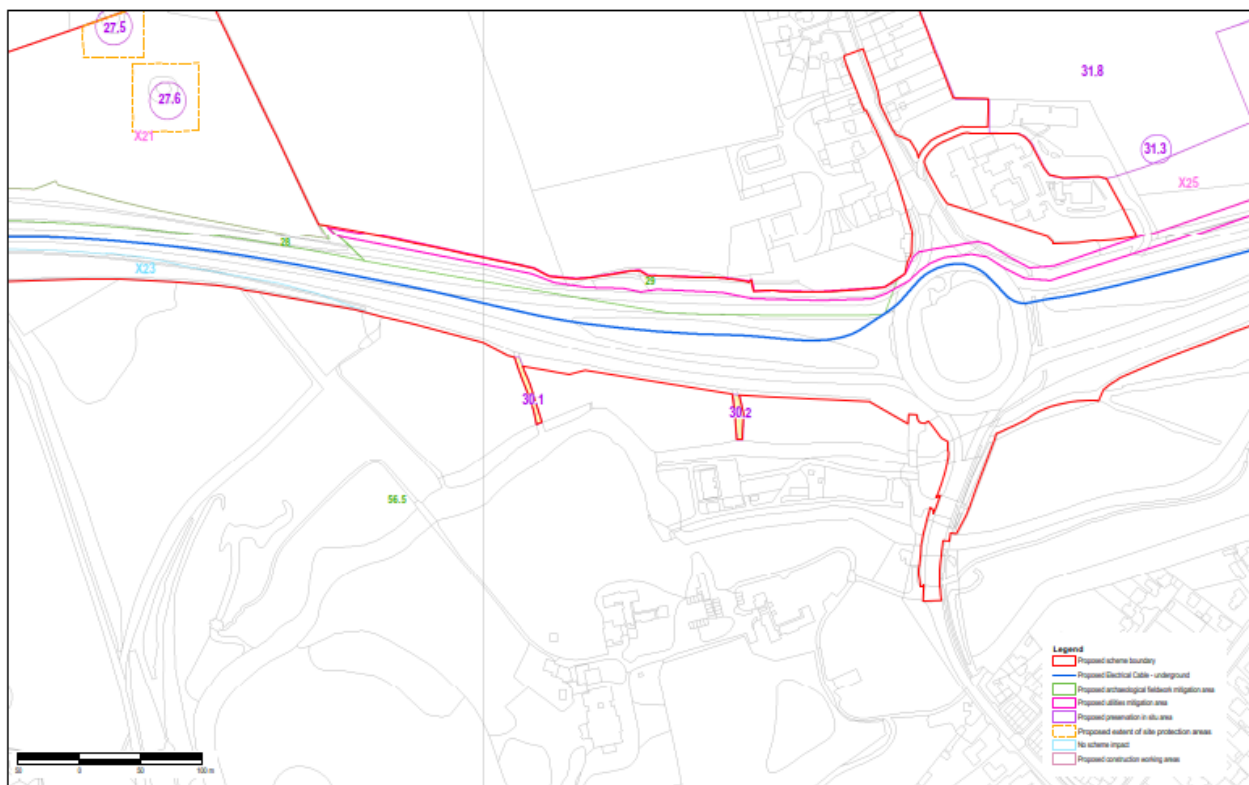 27.5
31.8
27.6
X21
31.3
X25
28
X23
29
30.1
30.2
56.5
Legend
Proposed scheme boundary
Proposed Electrical Cable - underground
Proposed archaeological fieldwork mitigation area
Proposed utilities mitigation area
Proposed preservation in situ area
Proposed extent of site protection areas
No scheme impact
Proposed construction working areas
50 0 50 100 m